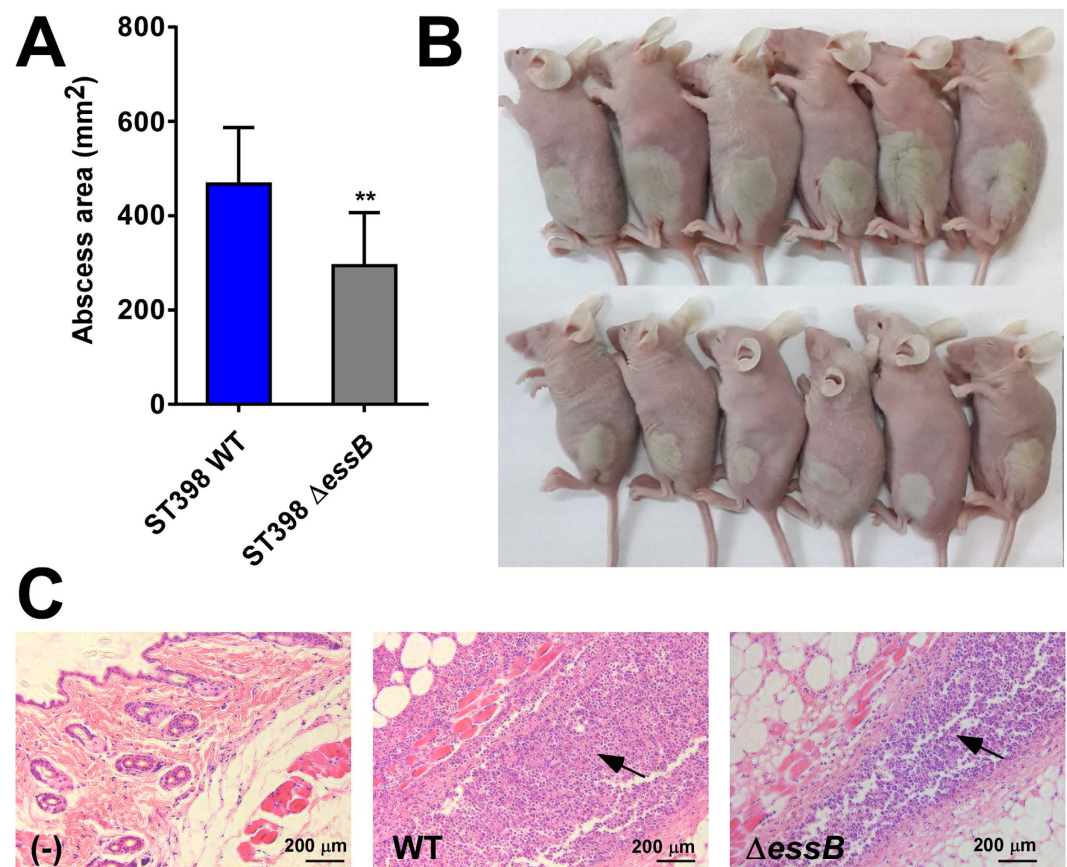 A
B
800
600
400
200
0
Abscess area (mm²)
**
ST398 WT
ST398 ΔessB
C
(-)
200 μm
WT
200 μm
ΔessB
200 μm